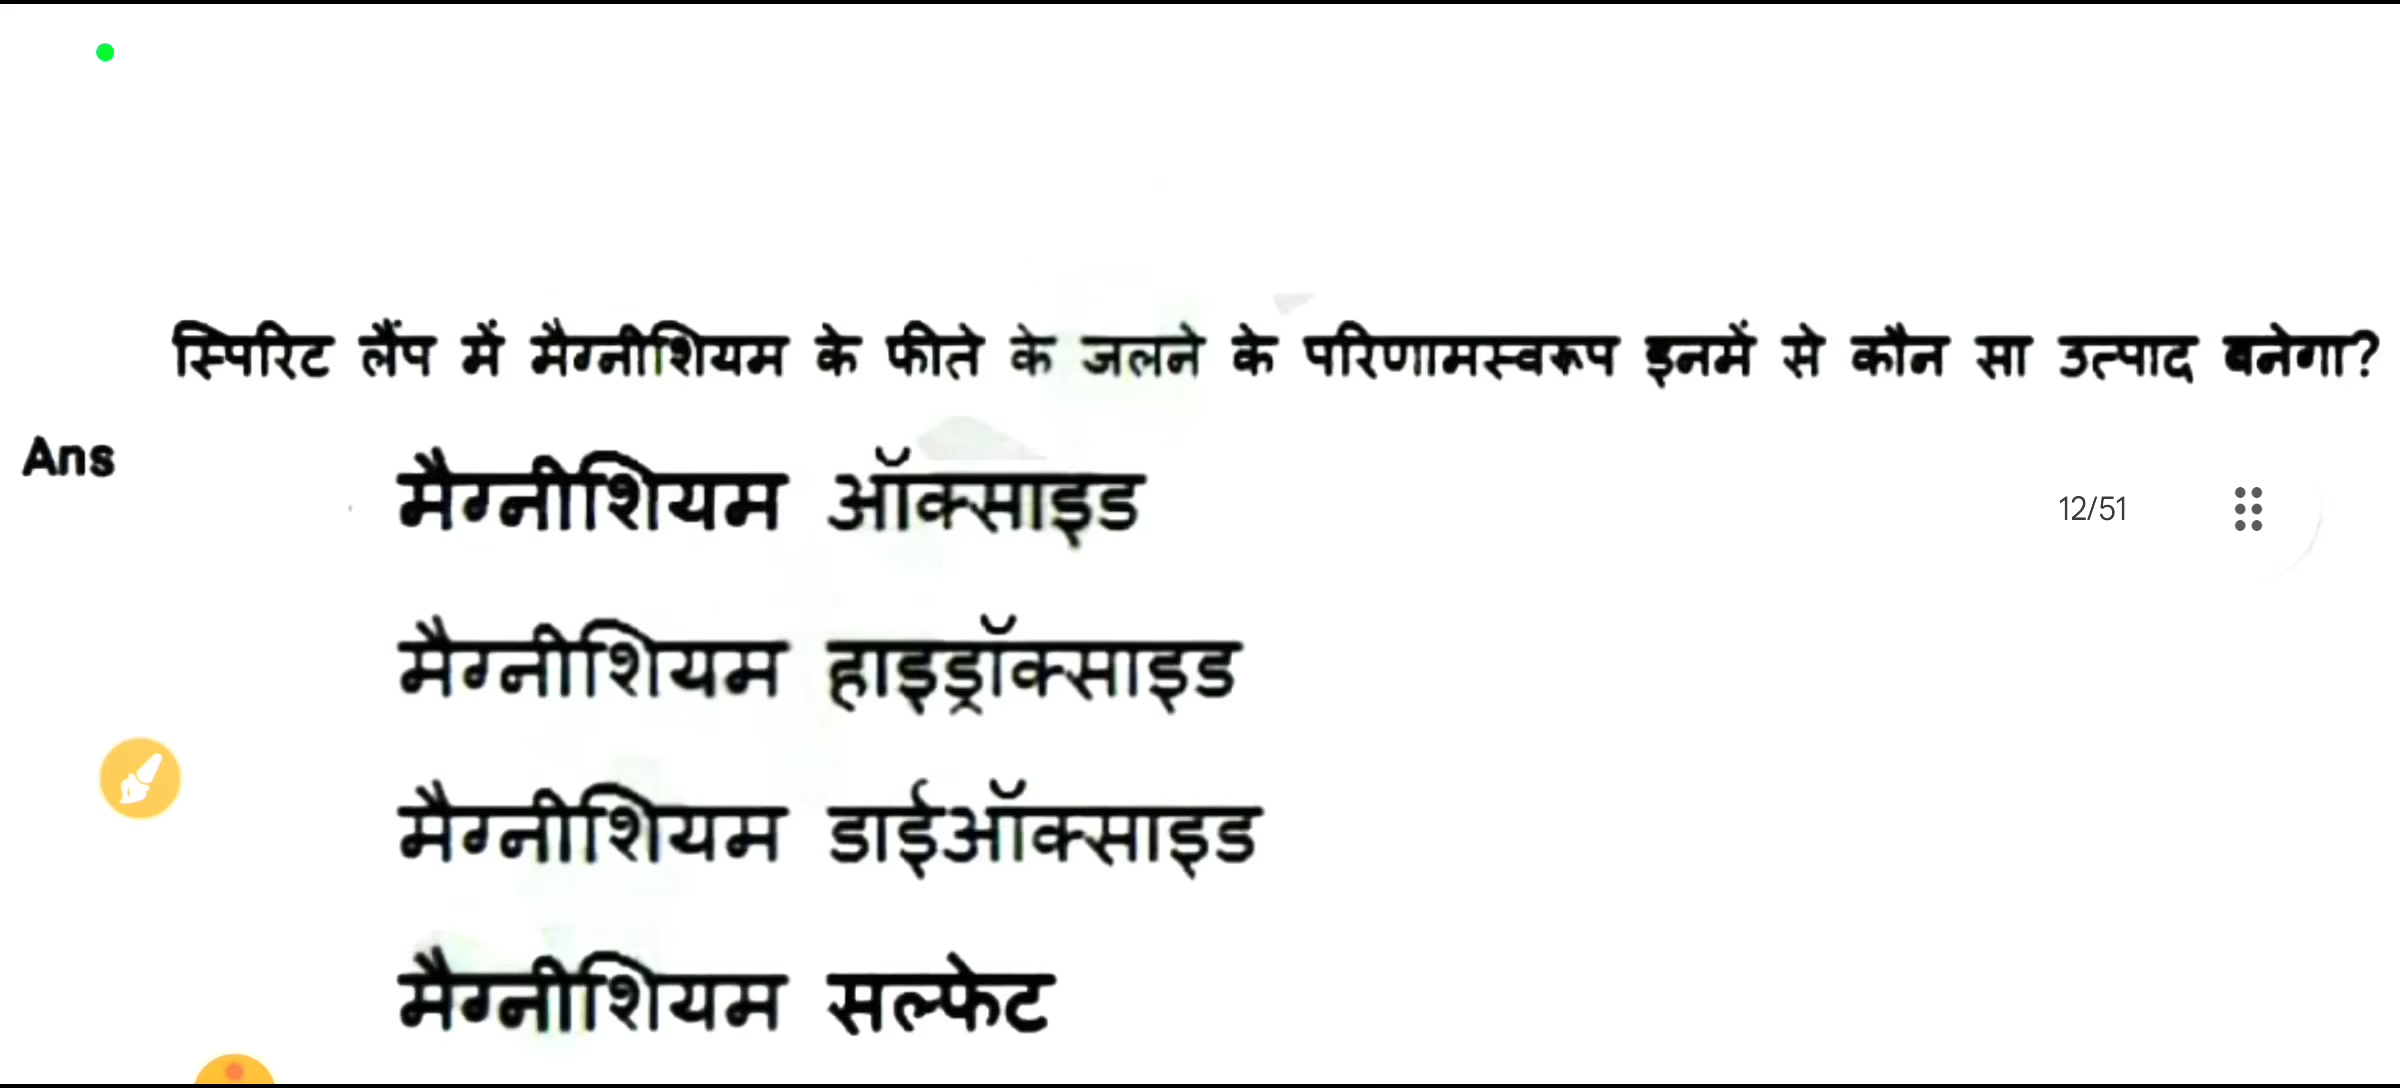 स्पिरिट लैंप में मैग्नीशियम के फीते के जलने के परिणामस्वरूप इनमें से कौन सा उत्पाद बनेगा?
Ans
मैग्नीशियम ऑक्साइड
12/51
मैग्नीशियम हाइड्रॉक्साइड
मैग्नीशियम डाईऑक्साइड
मैग्नीशियम सल्फेट